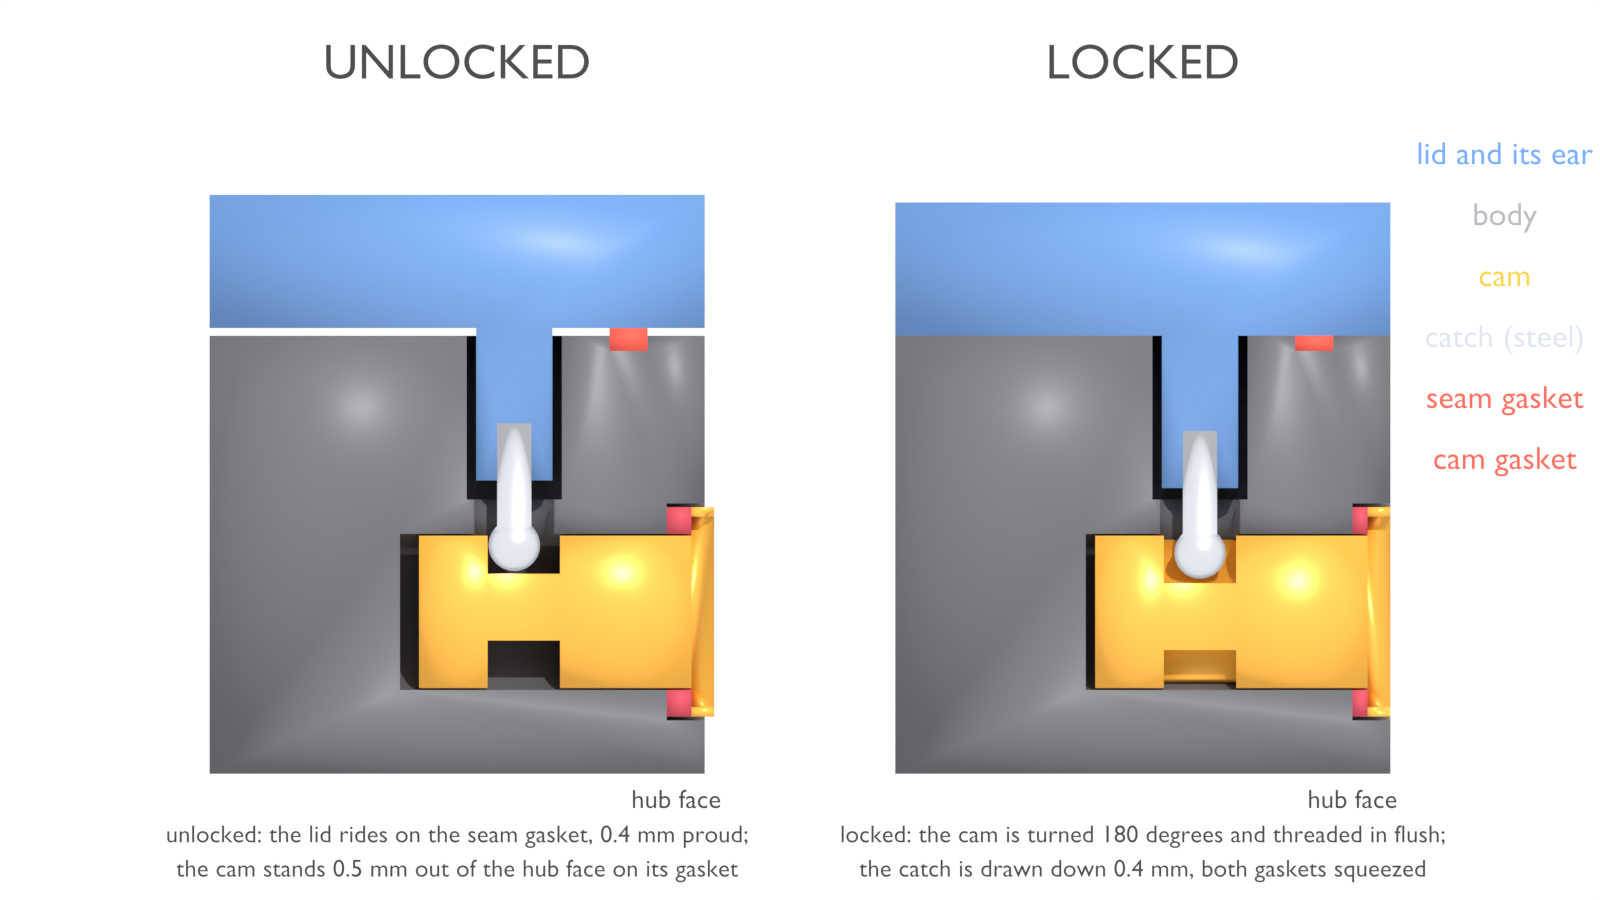 UNLOCKED
LOCKED
lid and its ear
body
cam
catch (steel)
seam gasket
cam gasket
hub face
unlocked: the lid rides on the seam gasket, 0.4 mm proud;
the cam stands 0.5 mm out of the hub face on its gasket
hub face
locked: the cam is turned 180 degrees and threaded in flush;
the catch is drawn down 0.4 mm, both gaskets squeezed